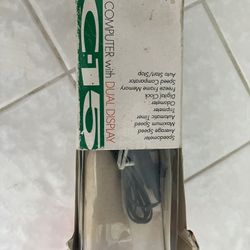 G16
COMPUTER with DUAL DISPLAY
Speedometer
Average Speed
Maximum Speed
Automatic Timer
Tripmeter
Odometer
Digital Clock
Freeze Frame Memory
Speed Comparator
Auto Start/Stop